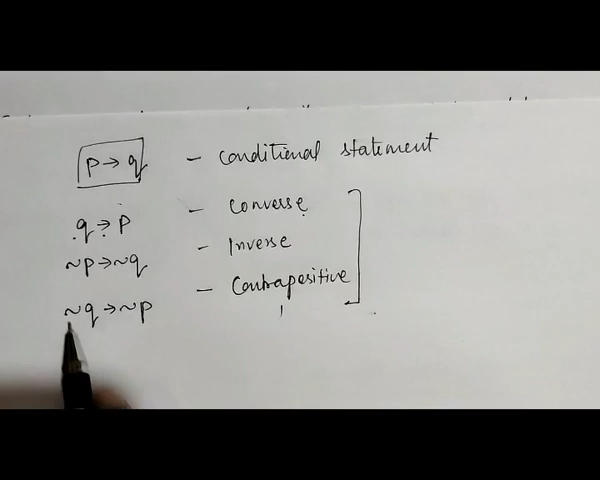 p → q - conditional statement
q → p - Converse
~p → ~q - Inverse
~q → ~p - Contrapositive